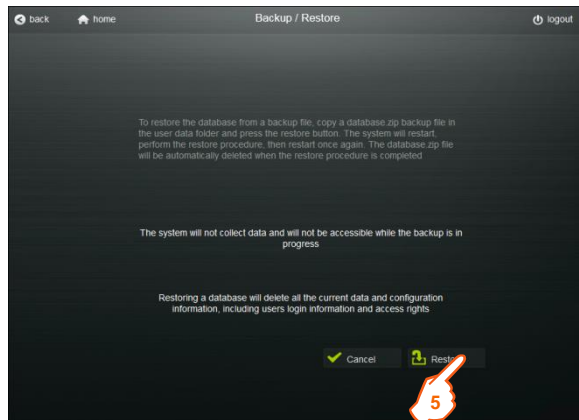 back home Backup / Restore logout
To restore the database from a backup file, copy a database.zip backup file in
the user data folder and press the restore button. The system will restart,
perform the restore procedure, then restart once again. The database.zip file
will be automatically deleted when the restore procedure is completed
The system will not collect data and will not be accessible while the backup is in
progress
Restoring a database will delete all the current data and configuration
information, including users login information and access rights
Cancel Restore
5